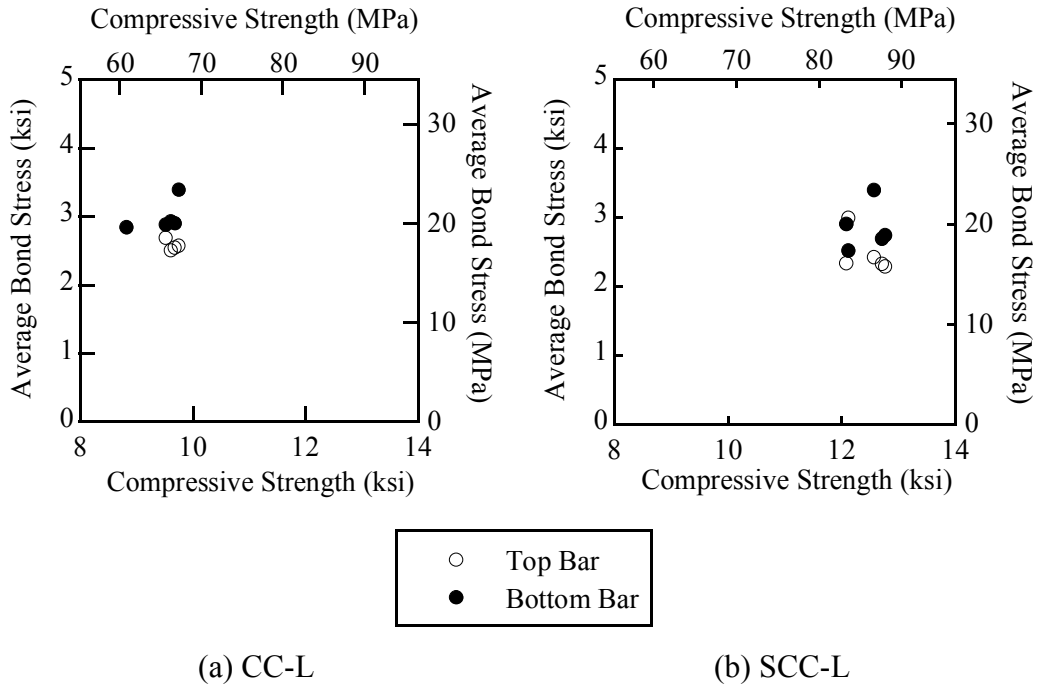 Compressive Strength (MPa)
60 70 80 90
Average Bond Stress (ksi)
5
4
3
2
1
0
30
20
10
0
Average Bond Stress (MPa)
8 10 12 14
Compressive Strength (ksi)
Compressive Strength (MPa)
60 70 80 90
Average Bond Stress (ksi)
5
4
3
2
1
0
30
20
10
0
Average Bond Stress (MPa)
8 10 12 14
Compressive Strength (ksi)
Top Bar
Bottom Bar
(a) CC-L
(b) SCC-L